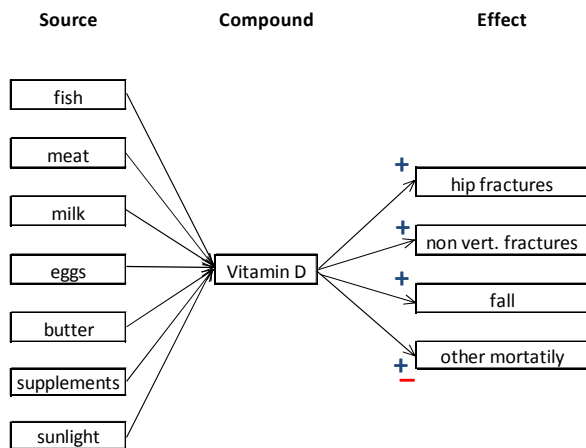 Source Compound Effect
fish
meat
milk
eggs
butter
supplements
sunlight
Vitamin D
+
hip fractures
+
non vert. fractures
+
fall
other mortatily
+
−